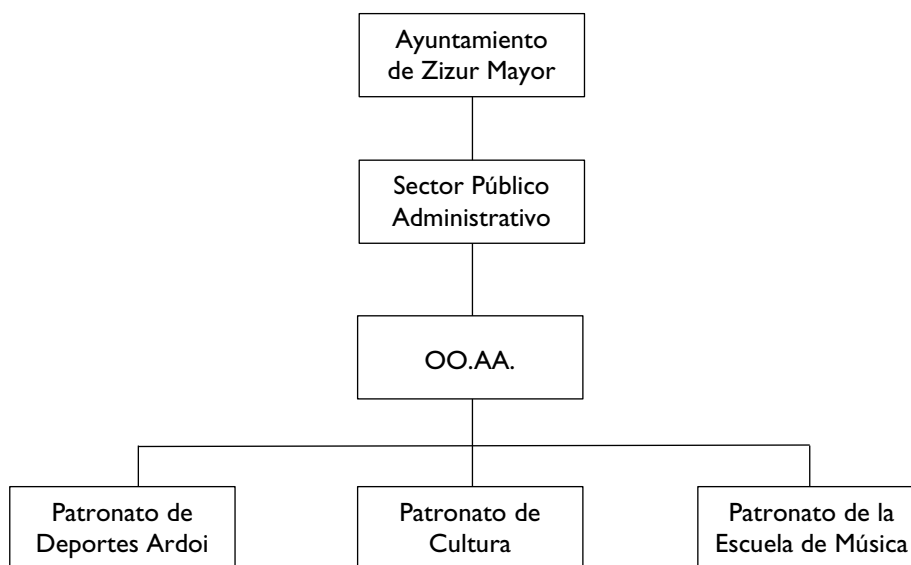 Ayuntamiento
de Zizur Mayor
Sector Público
Administrativo
OO.AA.
Patronato de
Deportes Ardoi
Patronato de
Cultura
Patronato de la
Escuela de Música